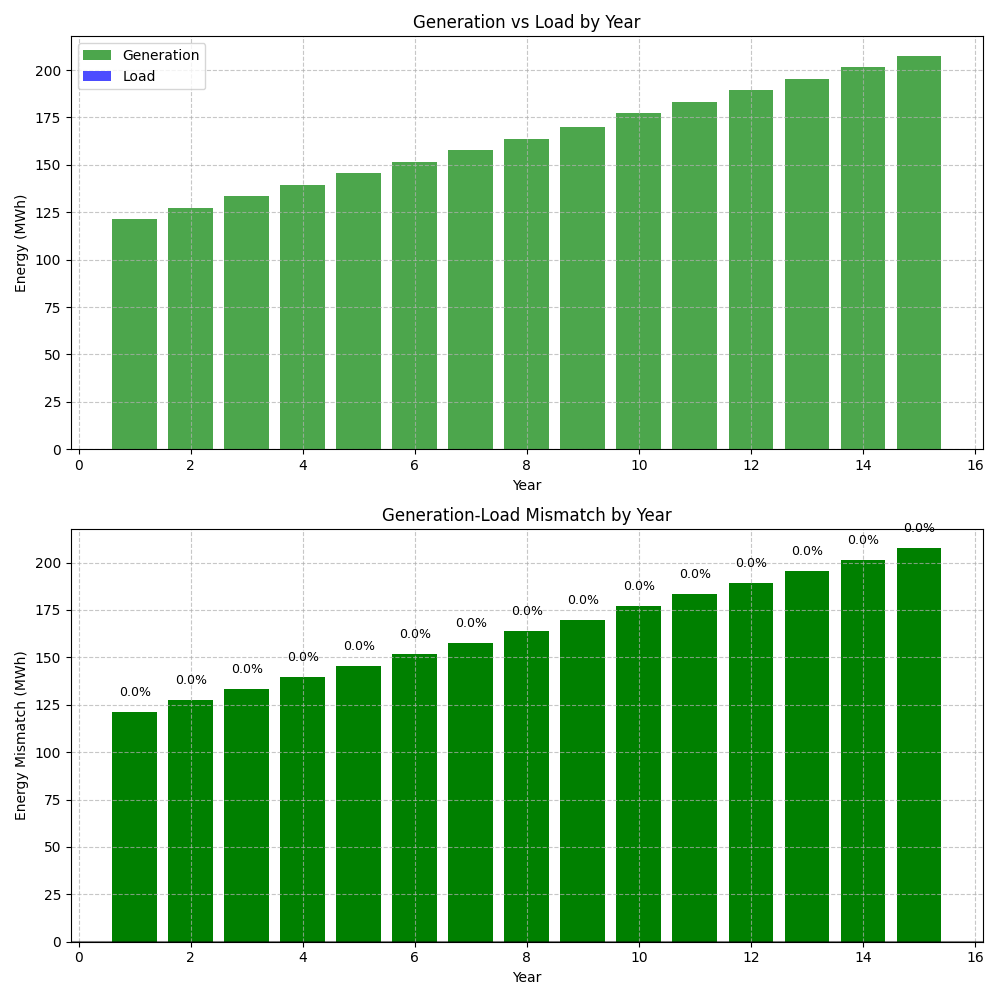 Generation vs Load by Year
Generation
Load
Energy (MWh)
200
175
150
125
100
75
50
25
0
0 2 4 6 8 10 12 14 16
Year
Generation-Load Mismatch by Year
Energy Mismatch (MWh)
200
175
150
125
100
75
50
25
0
0.0% 0.0% 0.0% 0.0% 0.0% 0.0% 0.0% 0.0% 0.0% 0.0% 0.0% 0.0% 0.0% 0.0% 0.0%
0 2 4 6 8 10 12 14 16
Year